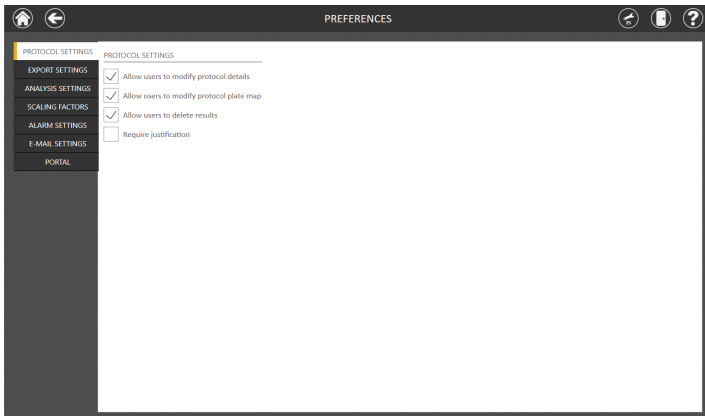 PREFERENCES
25
?
PROTOCOL SETTINGS
EXPORT SETTINGS
ANALYSIS SETTINGS
SCALING FACTORS
ALARM SETTINGS
E-MAIL SETTINGS
PORTAL
PROTOCOL SETTINGS
Allow users to modify protocol details
Allow users to modify protocol plate map
Allow users to delete results
Require justification